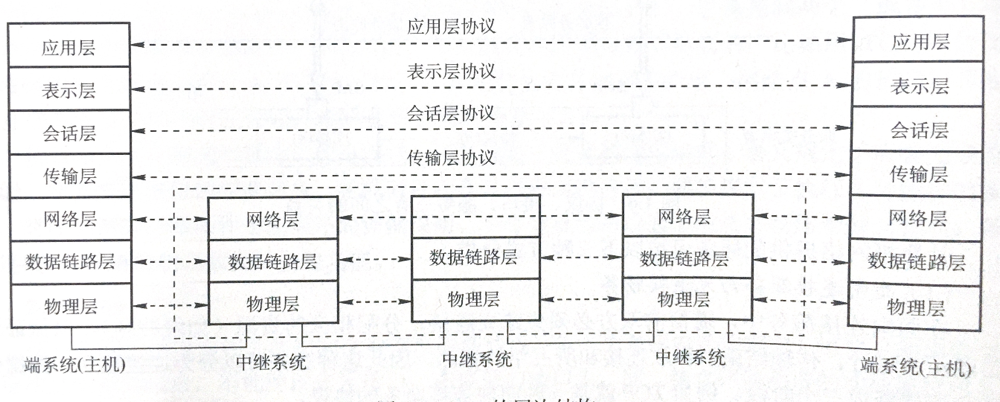 应用层协议
应用层
应用层
表示层协议
表示层
表示层
会话层协议
会话层
会话层
传输层协议
传输层
传输层
网络层
网络层
网络层
网络层
数据链路层
数据链路层
数据链路层
数据链路层
数据链路层
物理层
物理层
物理层
物理层
物理层
端系统(主机)
中继系统
中继系统
中继系统
端系统(主机)